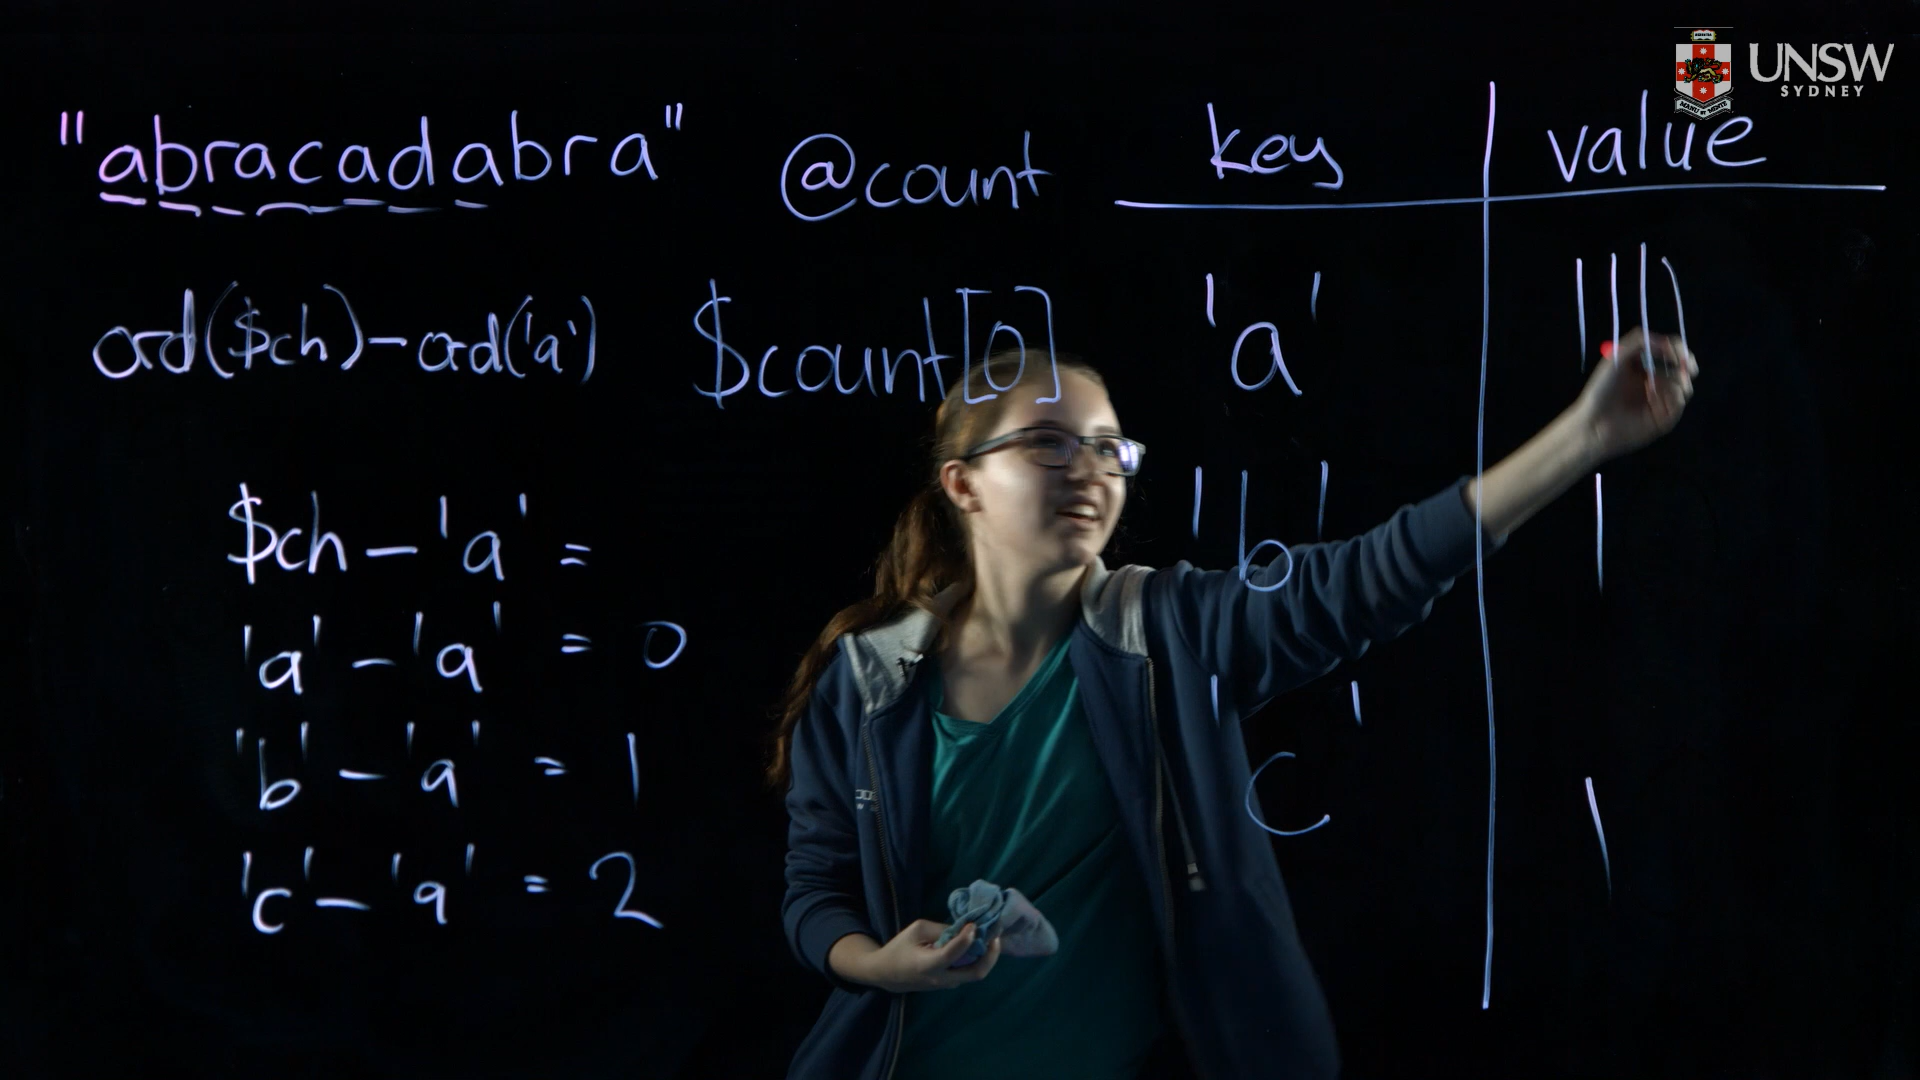 UNSW
SYDNEY
"abracadabra" @count key value
ord($ch)-ord('a') $count[0] 'a' ||||
$ch - 'a' = 'b' |
'a' - 'a' = 0
'b' - 'a' = 1 'c' |
'c' - 'a' = 2